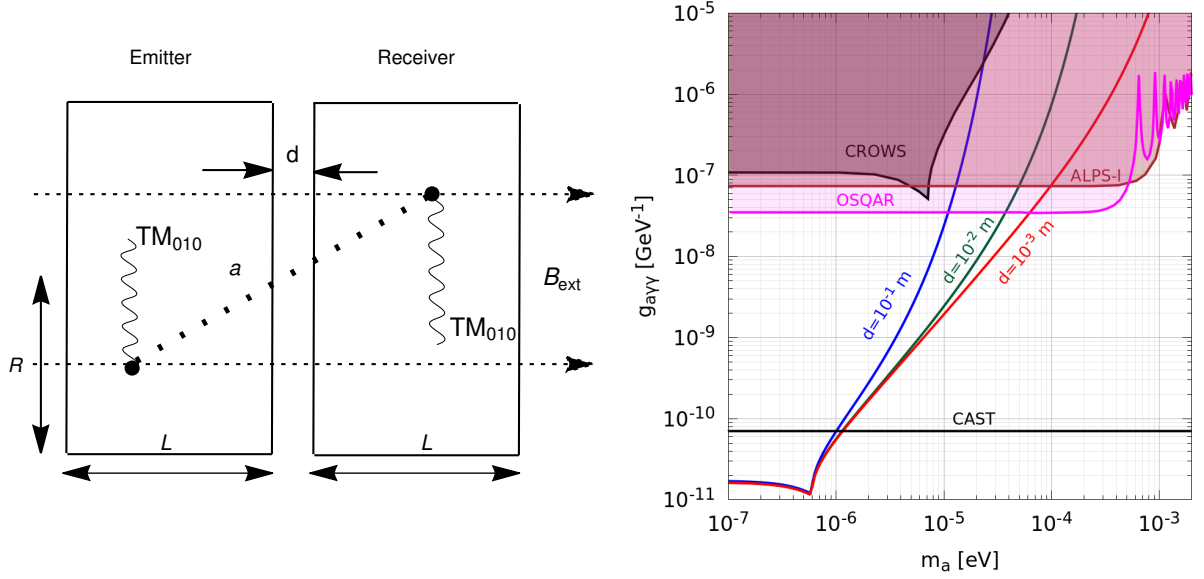 Emitter
Receiver
d
TM₀₁₀
a
B_ext
TM₀₁₀
R
L
L
10⁻⁵
10⁻⁶
10⁻⁷
10⁻⁸
10⁻⁹
10⁻¹⁰
10⁻¹¹
g_aγγ [GeV⁻¹]
CROWS
ALPS-I
OSQAR
d=10⁻¹ m
d=10⁻² m
d=10⁻³ m
CAST
10⁻⁷ 10⁻⁶ 10⁻⁵ 10⁻⁴ 10⁻³
m_a [eV]